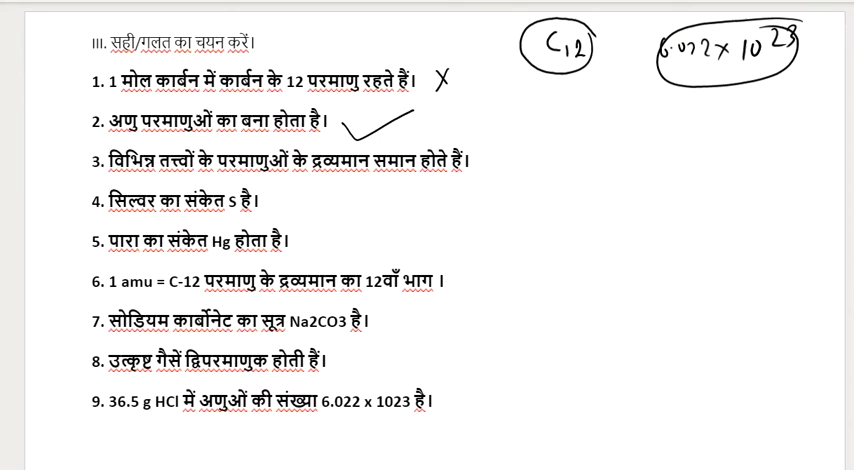 III. सही/गलत का चयन करें।
C12
6.022 x 10 23
1. 1 मोल कार्बन में कार्बन के 12 परमाणु रहते हैं। X
2. अणु परमाणुओं का बना होता है। ✓
3. विभिन्न तत्त्वों के परमाणुओं के द्रव्यमान समान होते हैं।
4. सिल्वर का संकेत S है।
5. पारा का संकेत Hg होता है।
6. 1 amu = C-12 परमाणु के द्रव्यमान का 12वाँ भाग ।
7. सोडियम कार्बोनेट का सूत्र Na2CO3 है।
8. उत्कृष्ट गैसें द्विपरमाणुक होती हैं।
9. 36.5 g HCl में अणुओं की संख्या 6.022 x 1023 है।